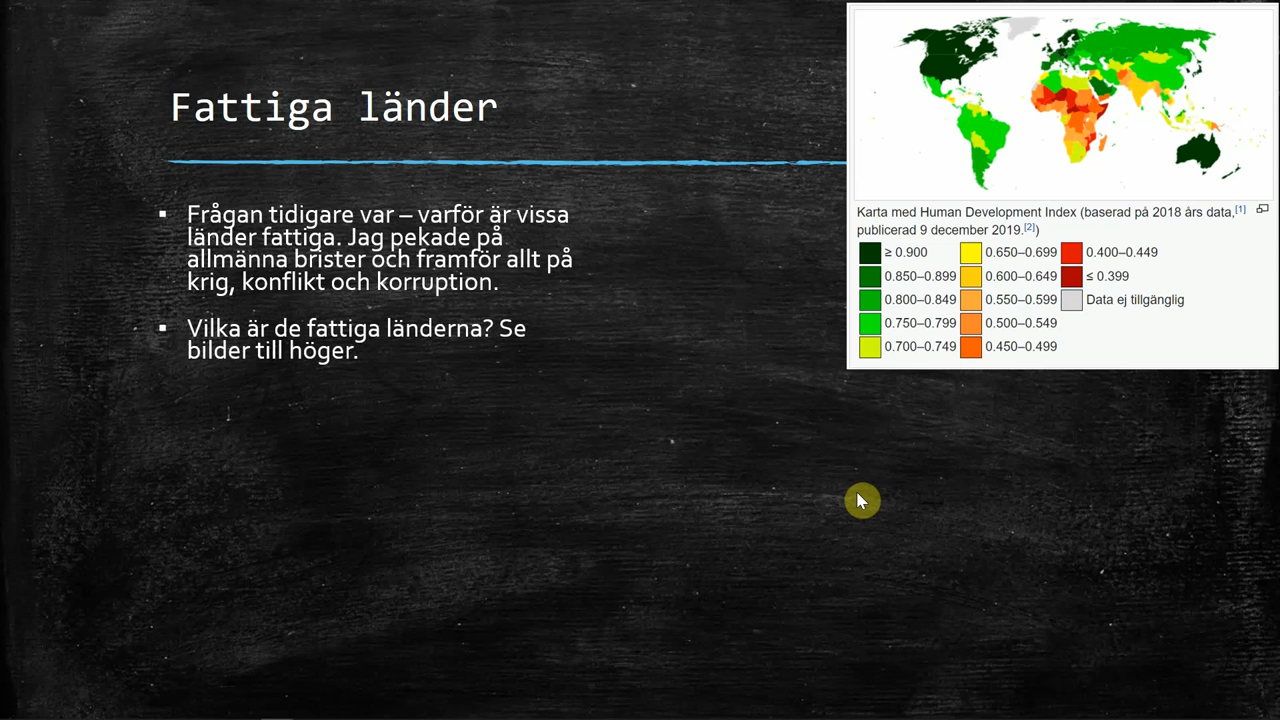 Fattiga länder
▪ Frågan tidigare var – varför är vissa
länder fattiga. Jag pekade på
allmänna brister och framför allt på
krig, konflikt och korruption.
▪ Vilka är de fattiga länderna? Se
bilder till höger.
Karta med Human Development Index (baserad på 2018 års data,[1]
publicerad 9 december 2019.[2])
≥ 0.900
0.850–0.899
0.800–0.849
0.750–0.799
0.700–0.749
0.650–0.699
0.600–0.649
0.550–0.599
0.500–0.549
0.450–0.499
0.400–0.449
≤ 0.399
Data ej tillgänglig